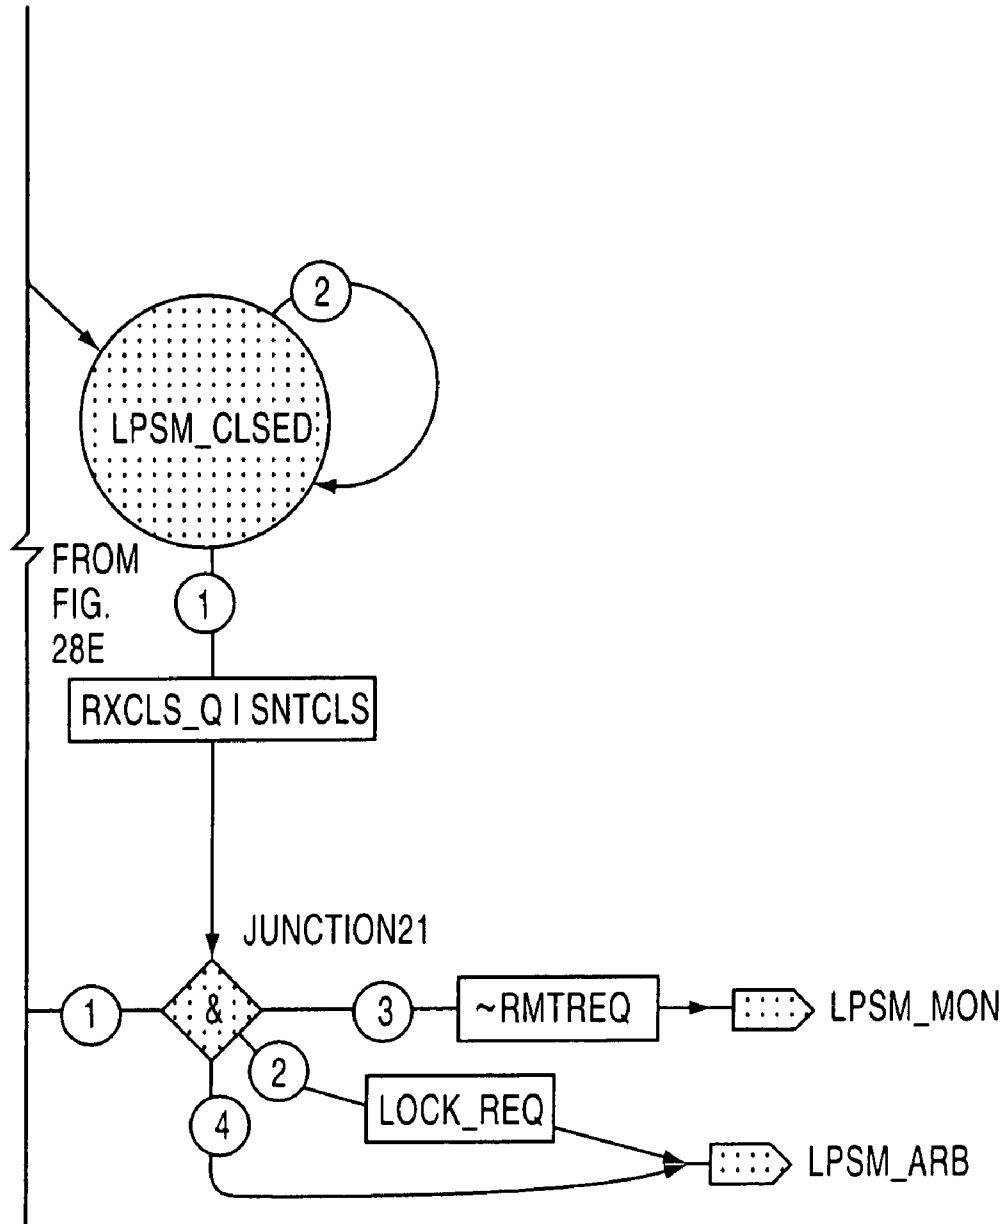 2
LPSM_CLSED
FROM
FIG.
28E
1
RXCLS_Q | SNTCLS
JUNCTION21
1
&
3
~RMTREQ
LPSM_MON
2
LOCK_REQ
4
LPSM_ARB